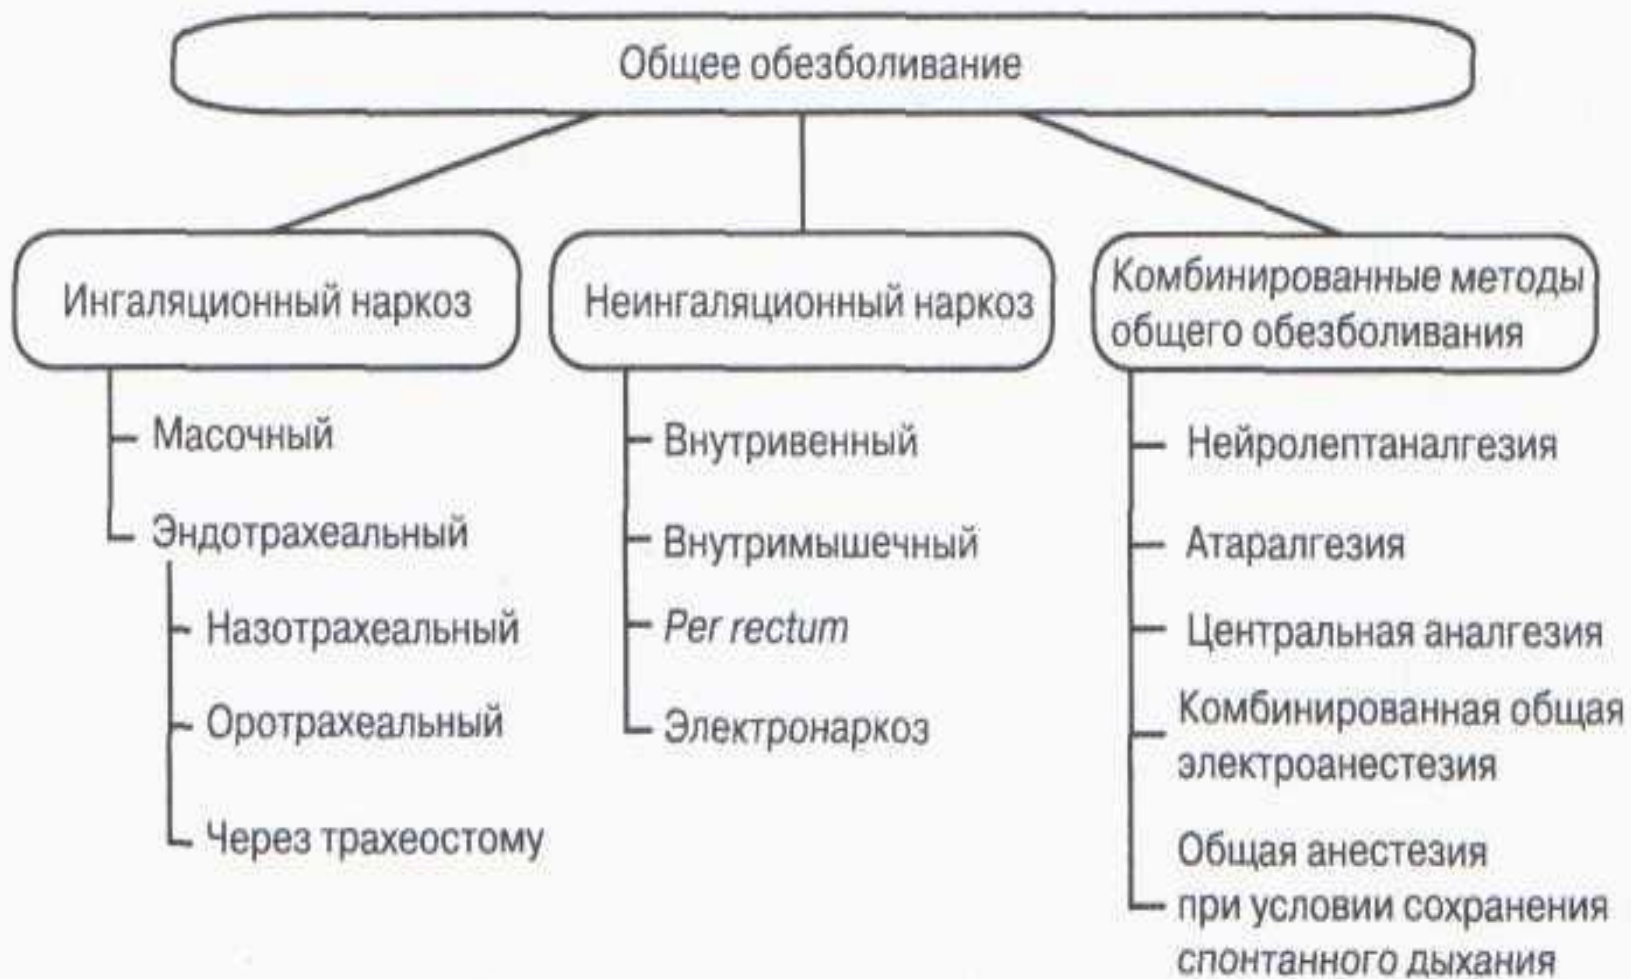 Общее обезболивание
Ингаляционный наркоз
Масочный
Эндотрахеальный
Назотрахеальный
Оротрахеальный
Через трахеостому
Неингаляционный наркоз
Внутривенный
Внутримышечный
Per rectum
Электронаркоз
Комбинированные методы
общего обезболивания
Нейролептаналгезия
Атаралгезия
Центральная аналгезия
Комбинированная общая
электроанестезия
Общая анестезия
при условии сохранения
спонтанного дыхания